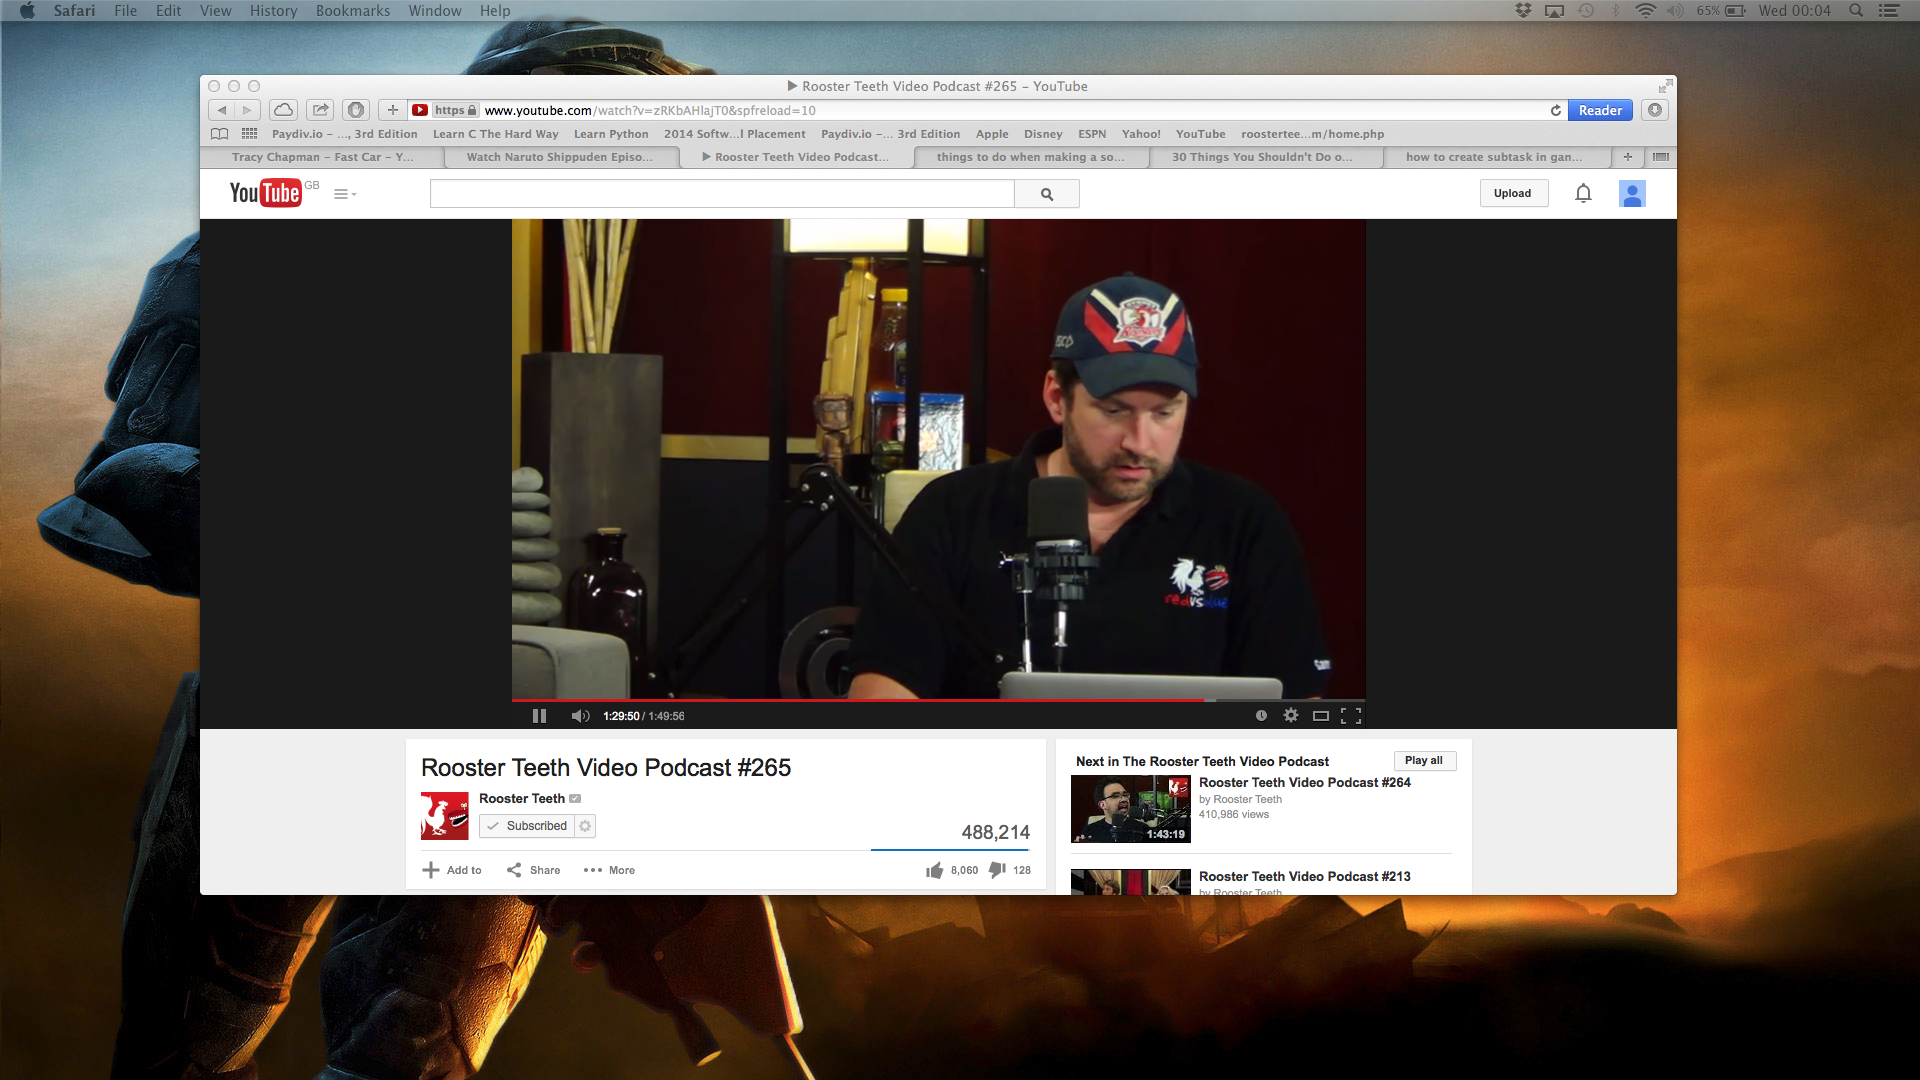 Safari File Edit View History Bookmarks Window Help 65% Wed 00:04
▶ Rooster Teeth Video Podcast #265 – YouTube
https www.youtube.com/watch?v=zRKbAHlajT0&spfreload=10 Reader
Paydiv.io – ..., 3rd Edition Learn C The Hard Way Learn Python 2014 Softw...l Placement Paydiv.io –... 3rd Edition Apple Disney ESPN Yahoo! YouTube roostertee...m/home.php
Tracy Chapman – Fast Car – Y... Watch Naruto Shippuden Episo... ▶ Rooster Teeth Video Podcast... things to do when making a so... 30 Things You Shouldn't Do o... how to create subtask in gan...
YouTube GB Upload
red vs blue
1:29:50 / 1:49:56
Rooster Teeth Video Podcast #265
Rooster Teeth
Subscribed
488,214
Add to Share More 8,060 128
Next in The Rooster Teeth Video Podcast Play all
Rooster Teeth Video Podcast #264
by Rooster Teeth
410,986 views
1:43:19
Rooster Teeth Video Podcast #213
by Rooster Teeth